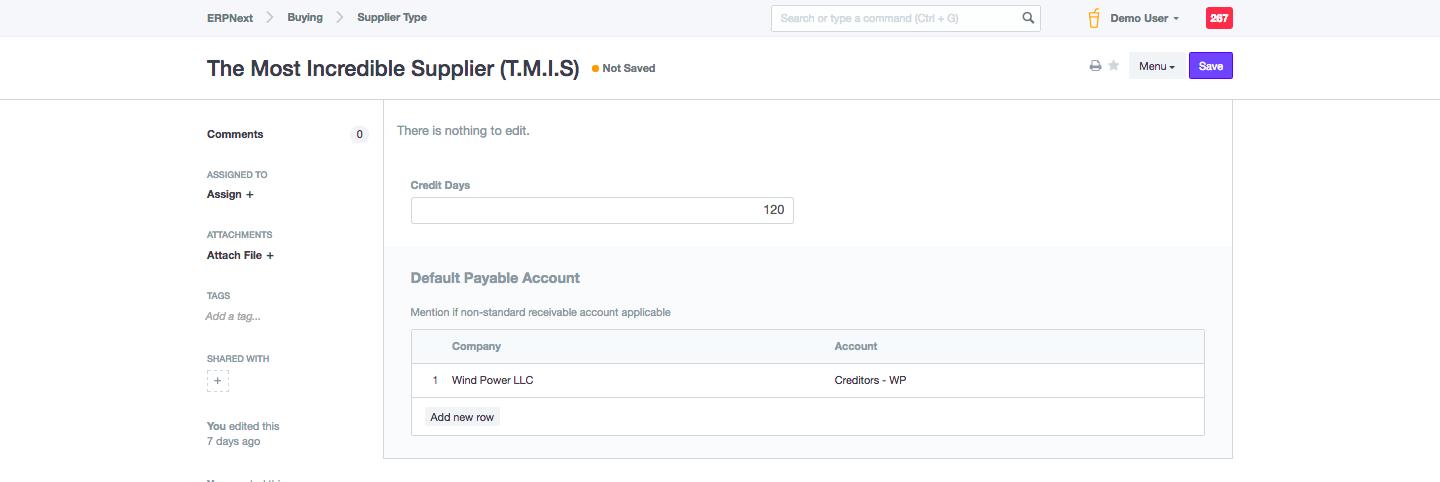 ERPNext Buying Supplier Type Search or type a command (Ctrl + G) Demo User 267
The Most Incredible Supplier (T.M.I.S) Not Saved Menu Save
Comments 0
ASSIGNED TO
Assign +
ATTACHMENTS
Attach File +
TAGS
Add a tag...
SHARED WITH
+
You edited this
7 days ago
There is nothing to edit.
Credit Days
120
Default Payable Account
Mention if non-standard receivable account applicable
Company Account
1 Wind Power LLC Creditors - WP
Add new row